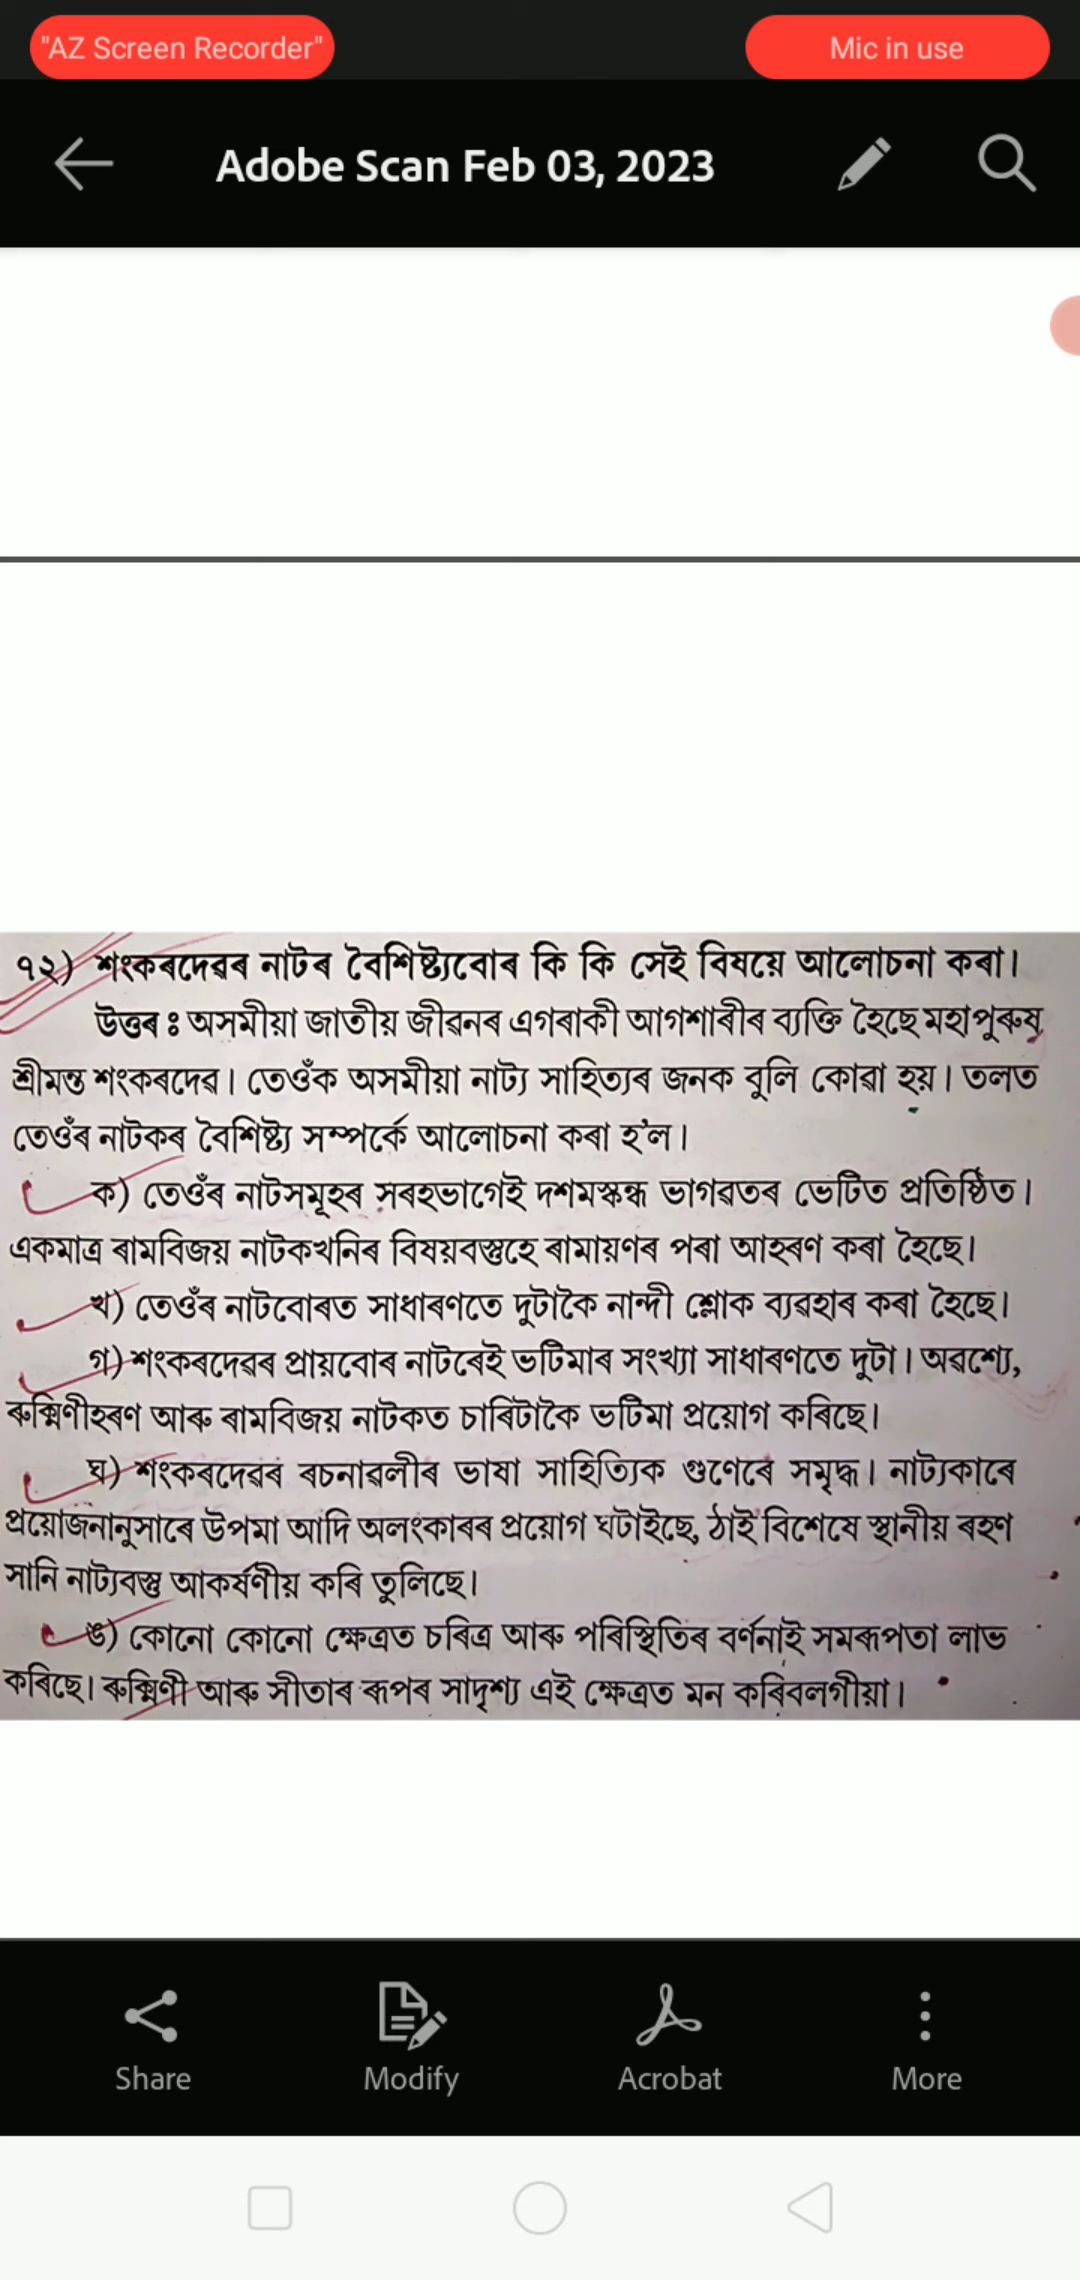 "AZ Screen Recorder"
Mic in use
Adobe Scan Feb 03, 2023
৭২) শংকৰদেৱৰ নাটৰ বৈশিষ্ট্যবোৰ কি কি সেই বিষয়ে আলোচনা কৰা।
উত্তৰ ঃ অসমীয়া জাতীয় জীৱনৰ এগৰাকী আগশাৰীৰ ব্যক্তি হৈছে মহাপুৰুষ
শ্ৰীমন্ত শংকৰদেৱ। তেওঁক অসমীয়া নাট্য সাহিত্যৰ জনক বুলি কোৱা হয়। তলত
তেওঁৰ নাটকৰ বৈশিষ্ট্য সম্পৰ্কে আলোচনা কৰা হ'ল।
ক) তেওঁৰ নাটসমূহৰ সৰহভাগেই দশমস্কন্ধ ভাগৱতৰ ভেটিত প্ৰতিষ্ঠিত।
একমাত্ৰ ৰামবিজয় নাটকখনিৰ বিষয়বস্তুহে ৰামায়ণৰ পৰা আহৰণ কৰা হৈছে।
খ) তেওঁৰ নাটবোৰত সাধাৰণতে দুটাকৈ নান্দী শ্লোক ব্যৱহাৰ কৰা হৈছে।
গ) শংকৰদেৱৰ প্ৰায়বোৰ নাটৰেই ভটিমাৰ সংখ্যা সাধাৰণতে দুটা। অৱশ্যে,
ৰুক্মিণীহৰণ আৰু ৰামবিজয় নাটকত চাৰিটাকৈ ভটিমা প্ৰয়োগ কৰিছে।
ঘ) শংকৰদেৱৰ ৰচনাৱলীৰ ভাষা সাহিত্যিক গুণেৰে সমৃদ্ধ। নাট্যকাৰে
প্ৰয়োজনানুসাৰে উপমা আদি অলংকাৰৰ প্ৰয়োগ ঘটাইছে, ঠাই বিশেষে স্থানীয় ৰহণ
সানি নাট্যবস্তু আকৰ্ষণীয় কৰি তুলিছে।
ঙ) কোনো কোনো ক্ষেত্ৰত চৰিত্ৰ আৰু পৰিস্থিতিৰ বৰ্ণনাই সমৰূপতা লাভ
কৰিছে। ৰুক্মিণী আৰু সীতাৰ ৰূপৰ সাদৃশ্য এই ক্ষেত্ৰত মন কৰিবলগীয়া।
Share
Modify
Acrobat
More